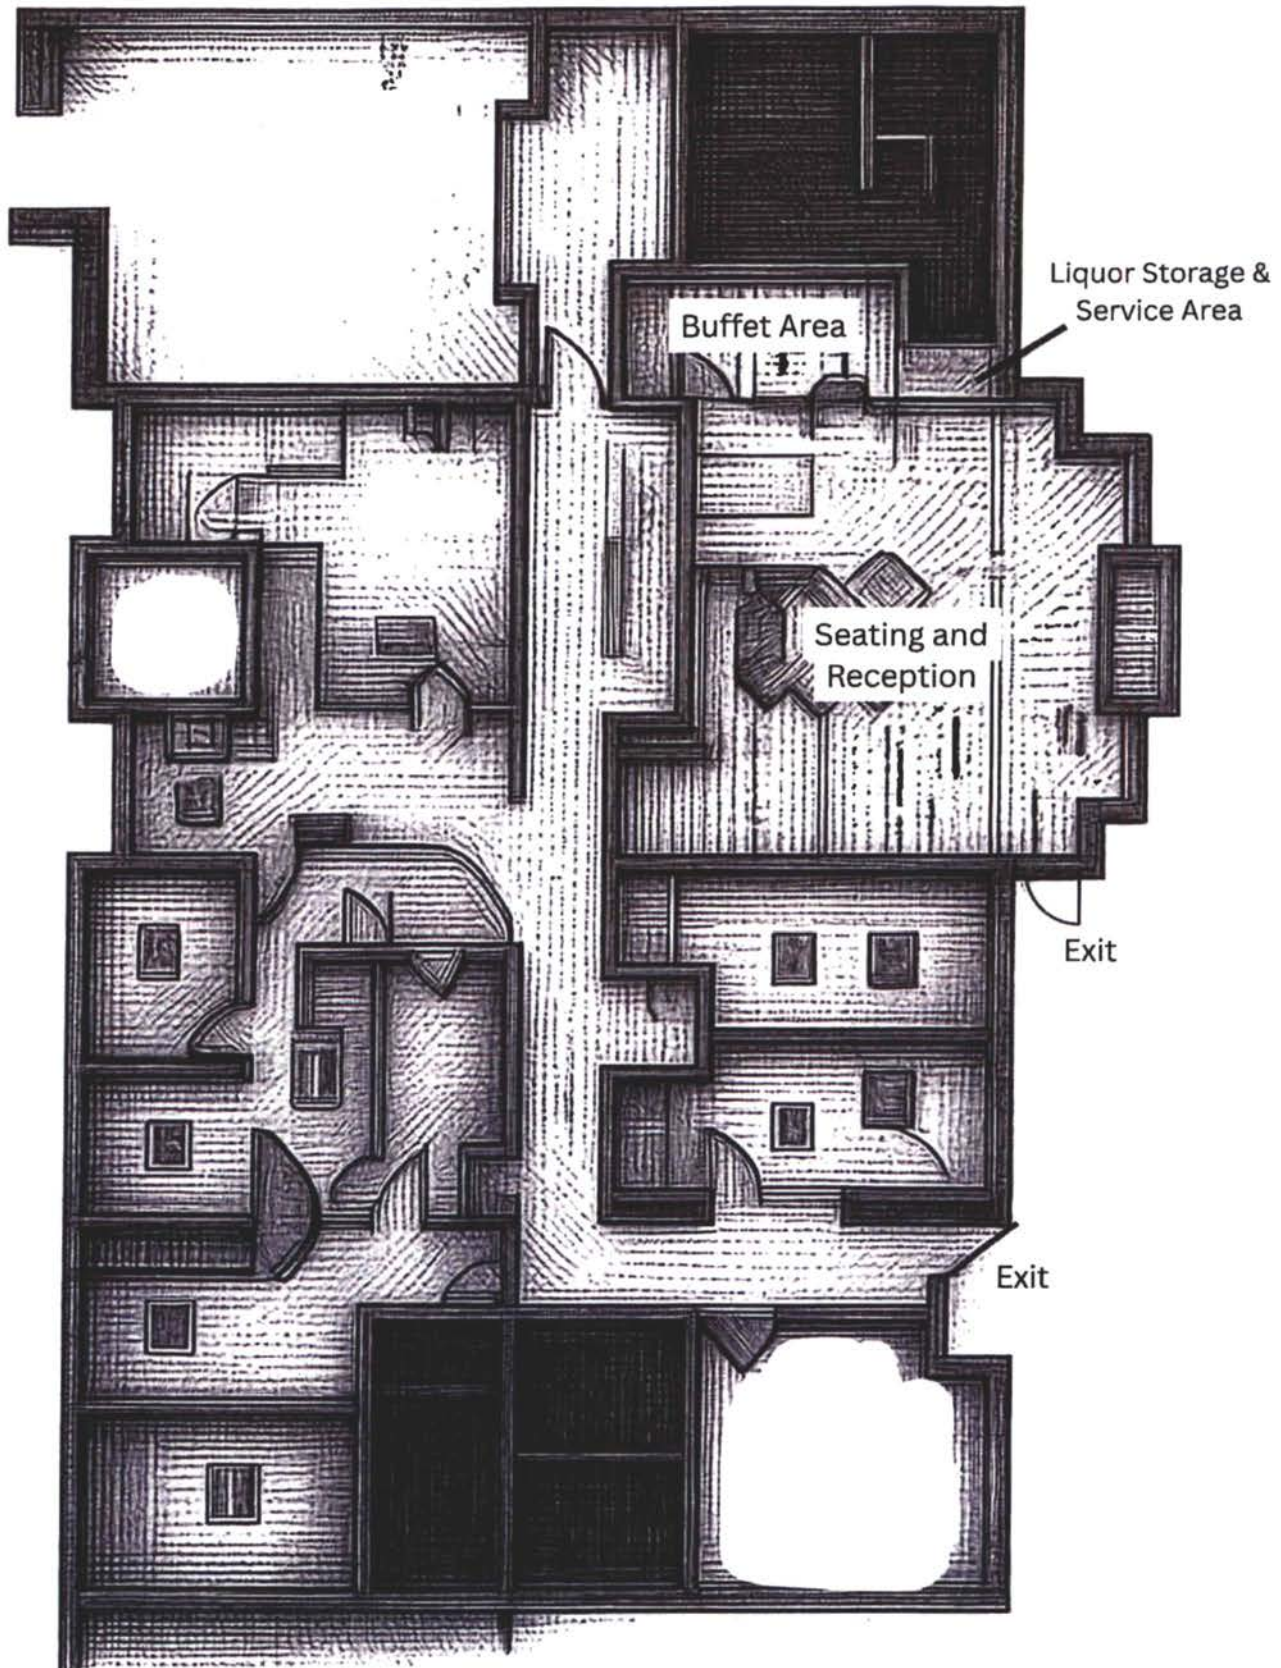 Liquor Storage &
Service Area
Buffet Area
Seating and
Reception
Exit
Exit